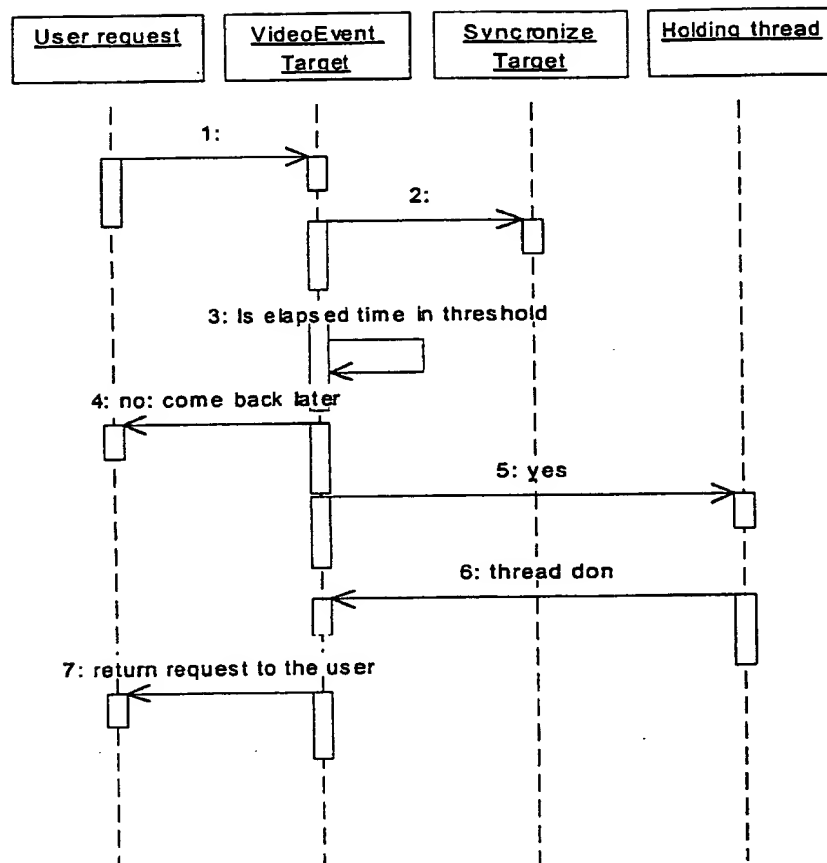 User request
VideoEvent
Target
Syncronize
Target
Holding thread
1:
2:
3: Is elapsed time in threshold
4: no: come back later
5: yes
6: thread don
7: return request to the user